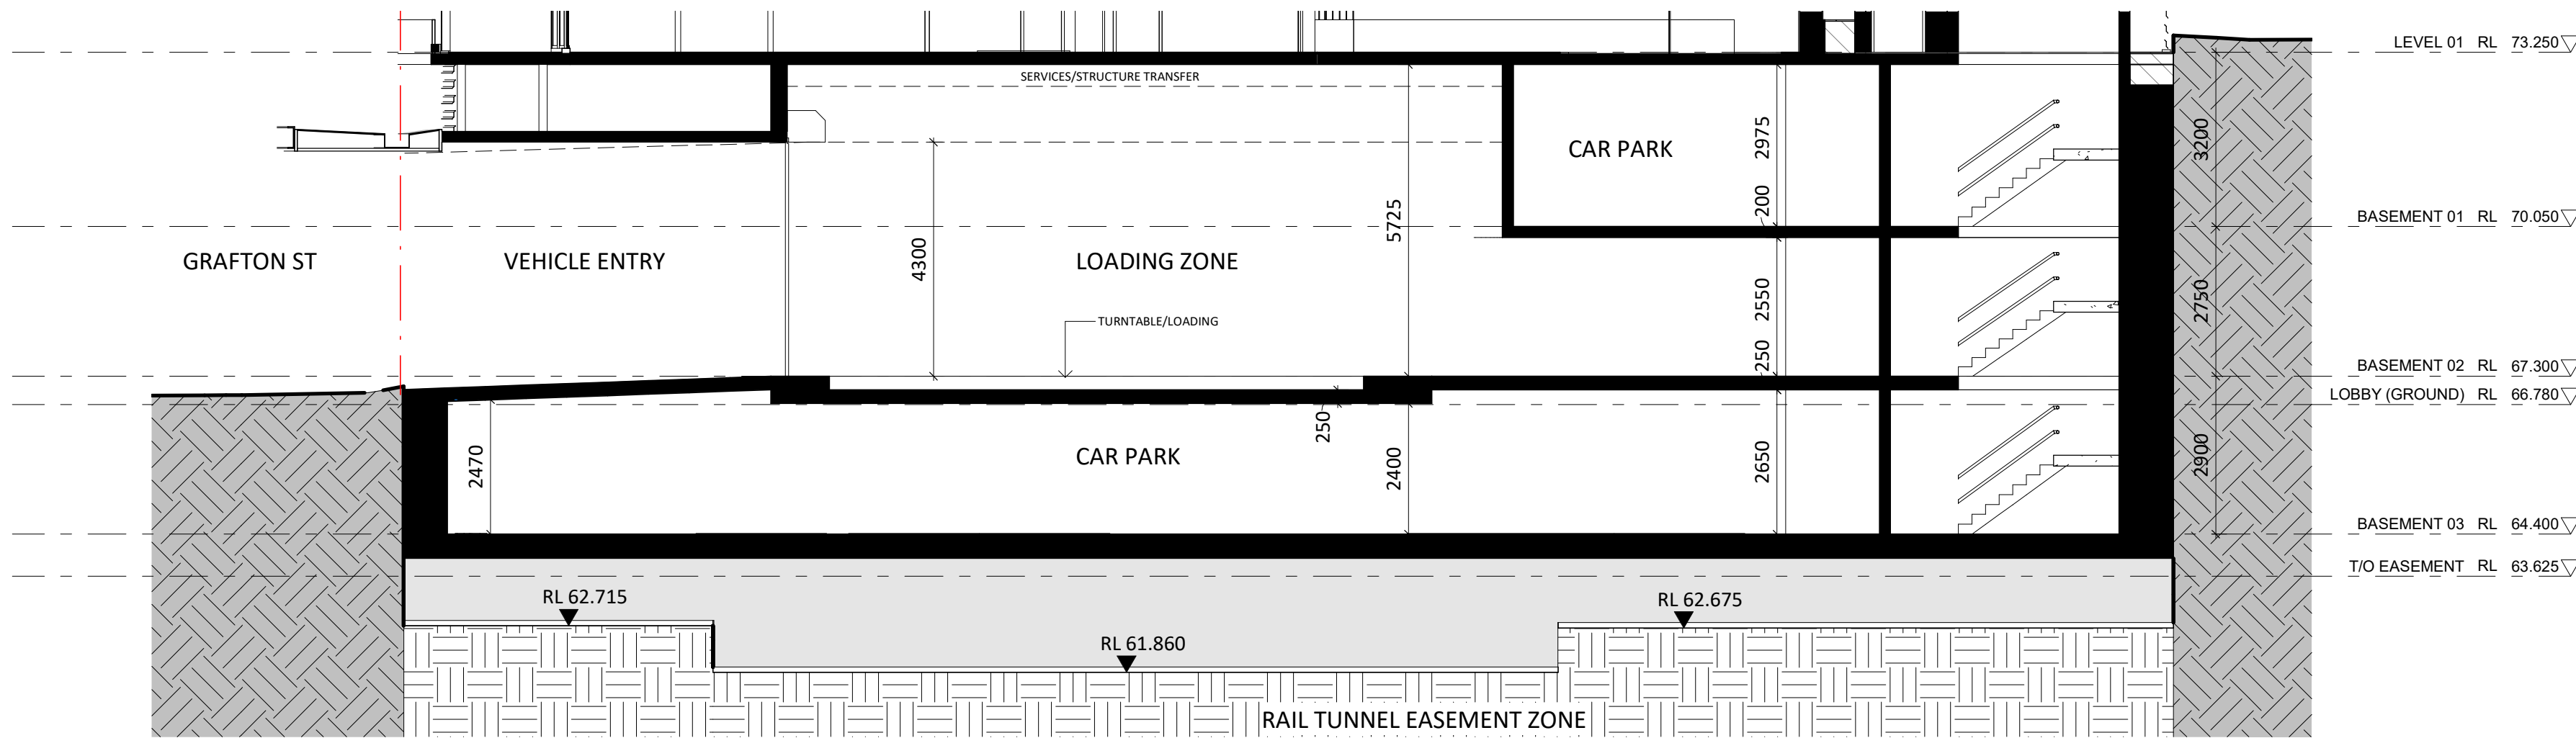 LEVEL 01 RL 73.250
SERVICES/STRUCTURE TRANSFER
CAR PARK
2975
3200
200
BASEMENT 01 RL 70.050
5725
GRAFTON ST
VEHICLE ENTRY
4300
LOADING ZONE
2550
2750
TURNTABLE/LOADING
250
BASEMENT 02 RL 67.300
LOBBY (GROUND) RL 66.780
250
2470
CAR PARK
2400
2650
2900
BASEMENT 03 RL 64.400
T/O EASEMENT RL 63.625
RL 62.715
RL 62.675
RL 61.860
RAIL TUNNEL EASEMENT ZONE